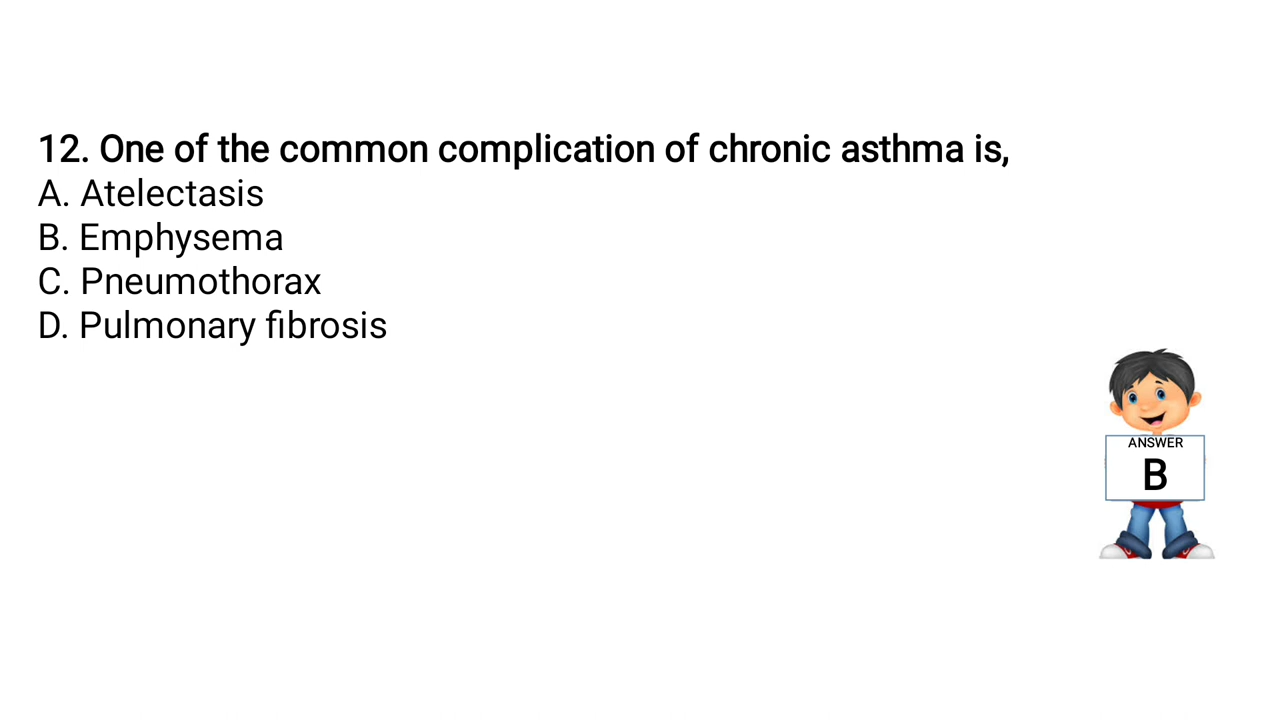 12. One of the common complication of chronic asthma is,
A. Atelectasis
B. Emphysema
C. Pneumothorax
D. Pulmonary fibrosis
ANSWER
B